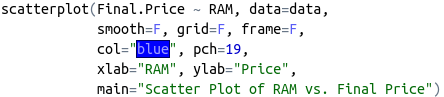 scatterplot(Final.Price ~ RAM, data=data,
smooth=F, grid=F, frame=F,
col="blue", pch=19,
xlab="RAM", ylab="Price",
main="Scatter Plot of RAM vs. Final Price")